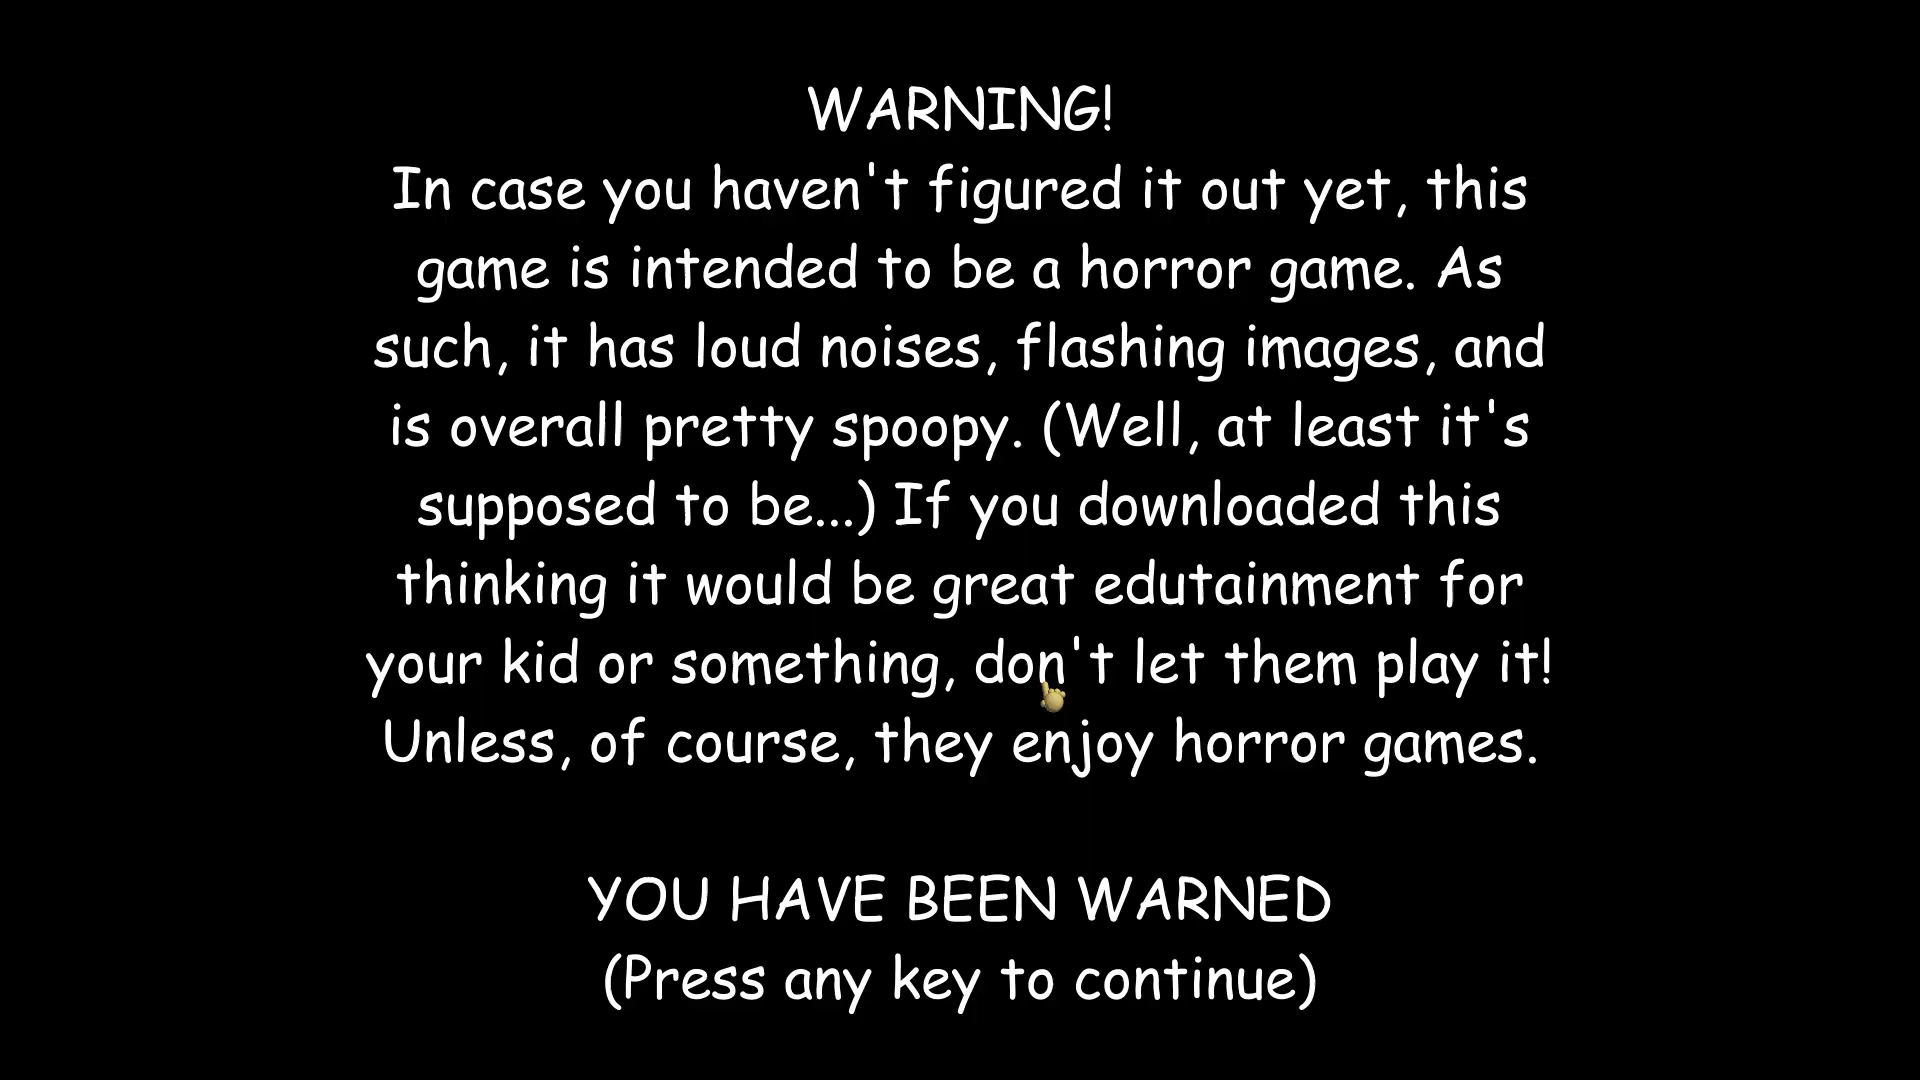 WARNING!
In case you haven't figured it out yet, this
game is intended to be a horror game. As
such, it has loud noises, flashing images, and
is overall pretty spoopy. (Well, at least it's
supposed to be...) If you downloaded this
thinking it would be great edutainment for
your kid or something, don't let them play it!
Unless, of course, they enjoy horror games.
YOU HAVE BEEN WARNED
(Press any key to continue)